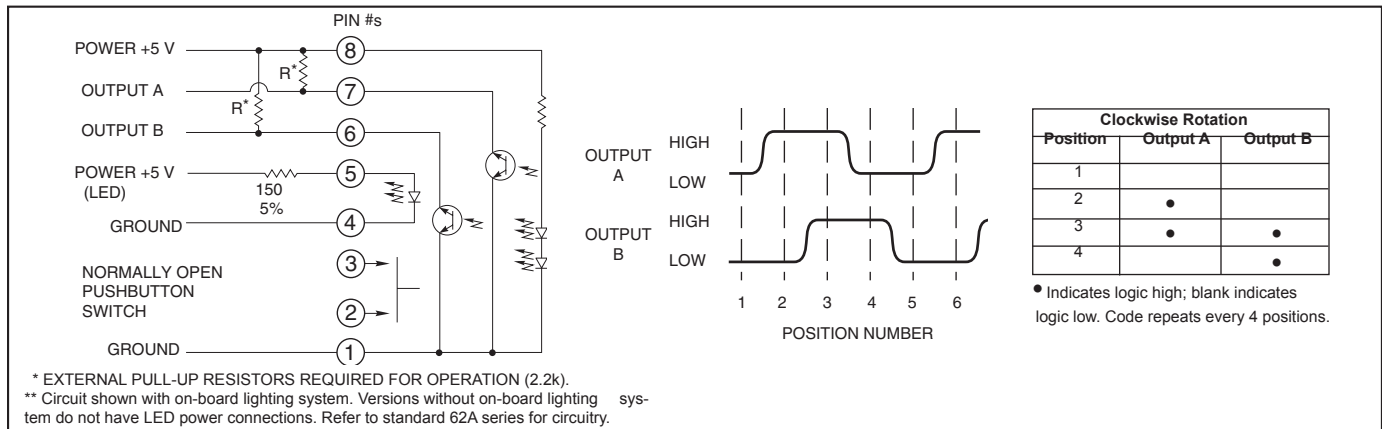 PIN #s
POWER +5 V
8
R*
OUTPUT A
7
R*
OUTPUT B
6
POWER +5 V
(LED)
150
5%
5
GROUND
4
NORMALLY OPEN
PUSHBUTTON
SWITCH
3
2
GROUND
1
* EXTERNAL PULL-UP RESISTORS REQUIRED FOR OPERATION (2.2k).
** Circuit shown with on-board lighting system. Versions without on-board lighting sys-
tem do not have LED power connections. Refer to standard 62A series for circuitry.
OUTPUT
A
HIGH
LOW
OUTPUT
B
HIGH
LOW
1 2 3 4 5 6
POSITION NUMBER
Clockwise Rotation
Position Output A Output B
1
2 •
3 • •
4 •
• Indicates logic high; blank indicates
logic low. Code repeats every 4 positions.